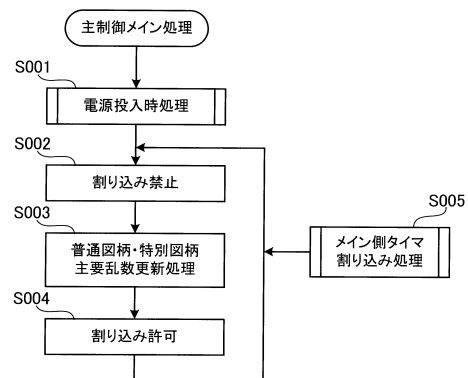 主制御メイン処理
S001
電源投入時処理
S002
割り込み禁止
S003
普通図柄・特別図柄
主要乱数更新処理
S004
割り込み許可
S005
メイン側タイマ
割り込み処理